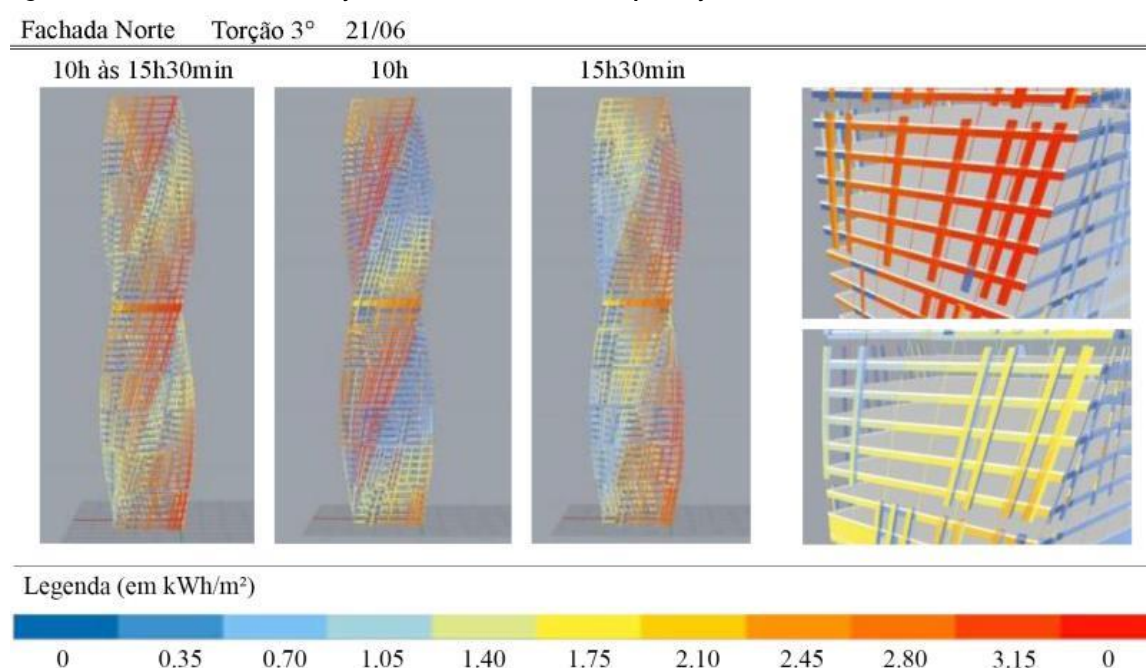 Fachada Norte Torção 3° 21/06
10h às 15h30min 10h 15h30min
Legenda (em kWh/m²)
0 0.35 0.70 1.05 1.40 1.75 2.10 2.45 2.80 3.15 0